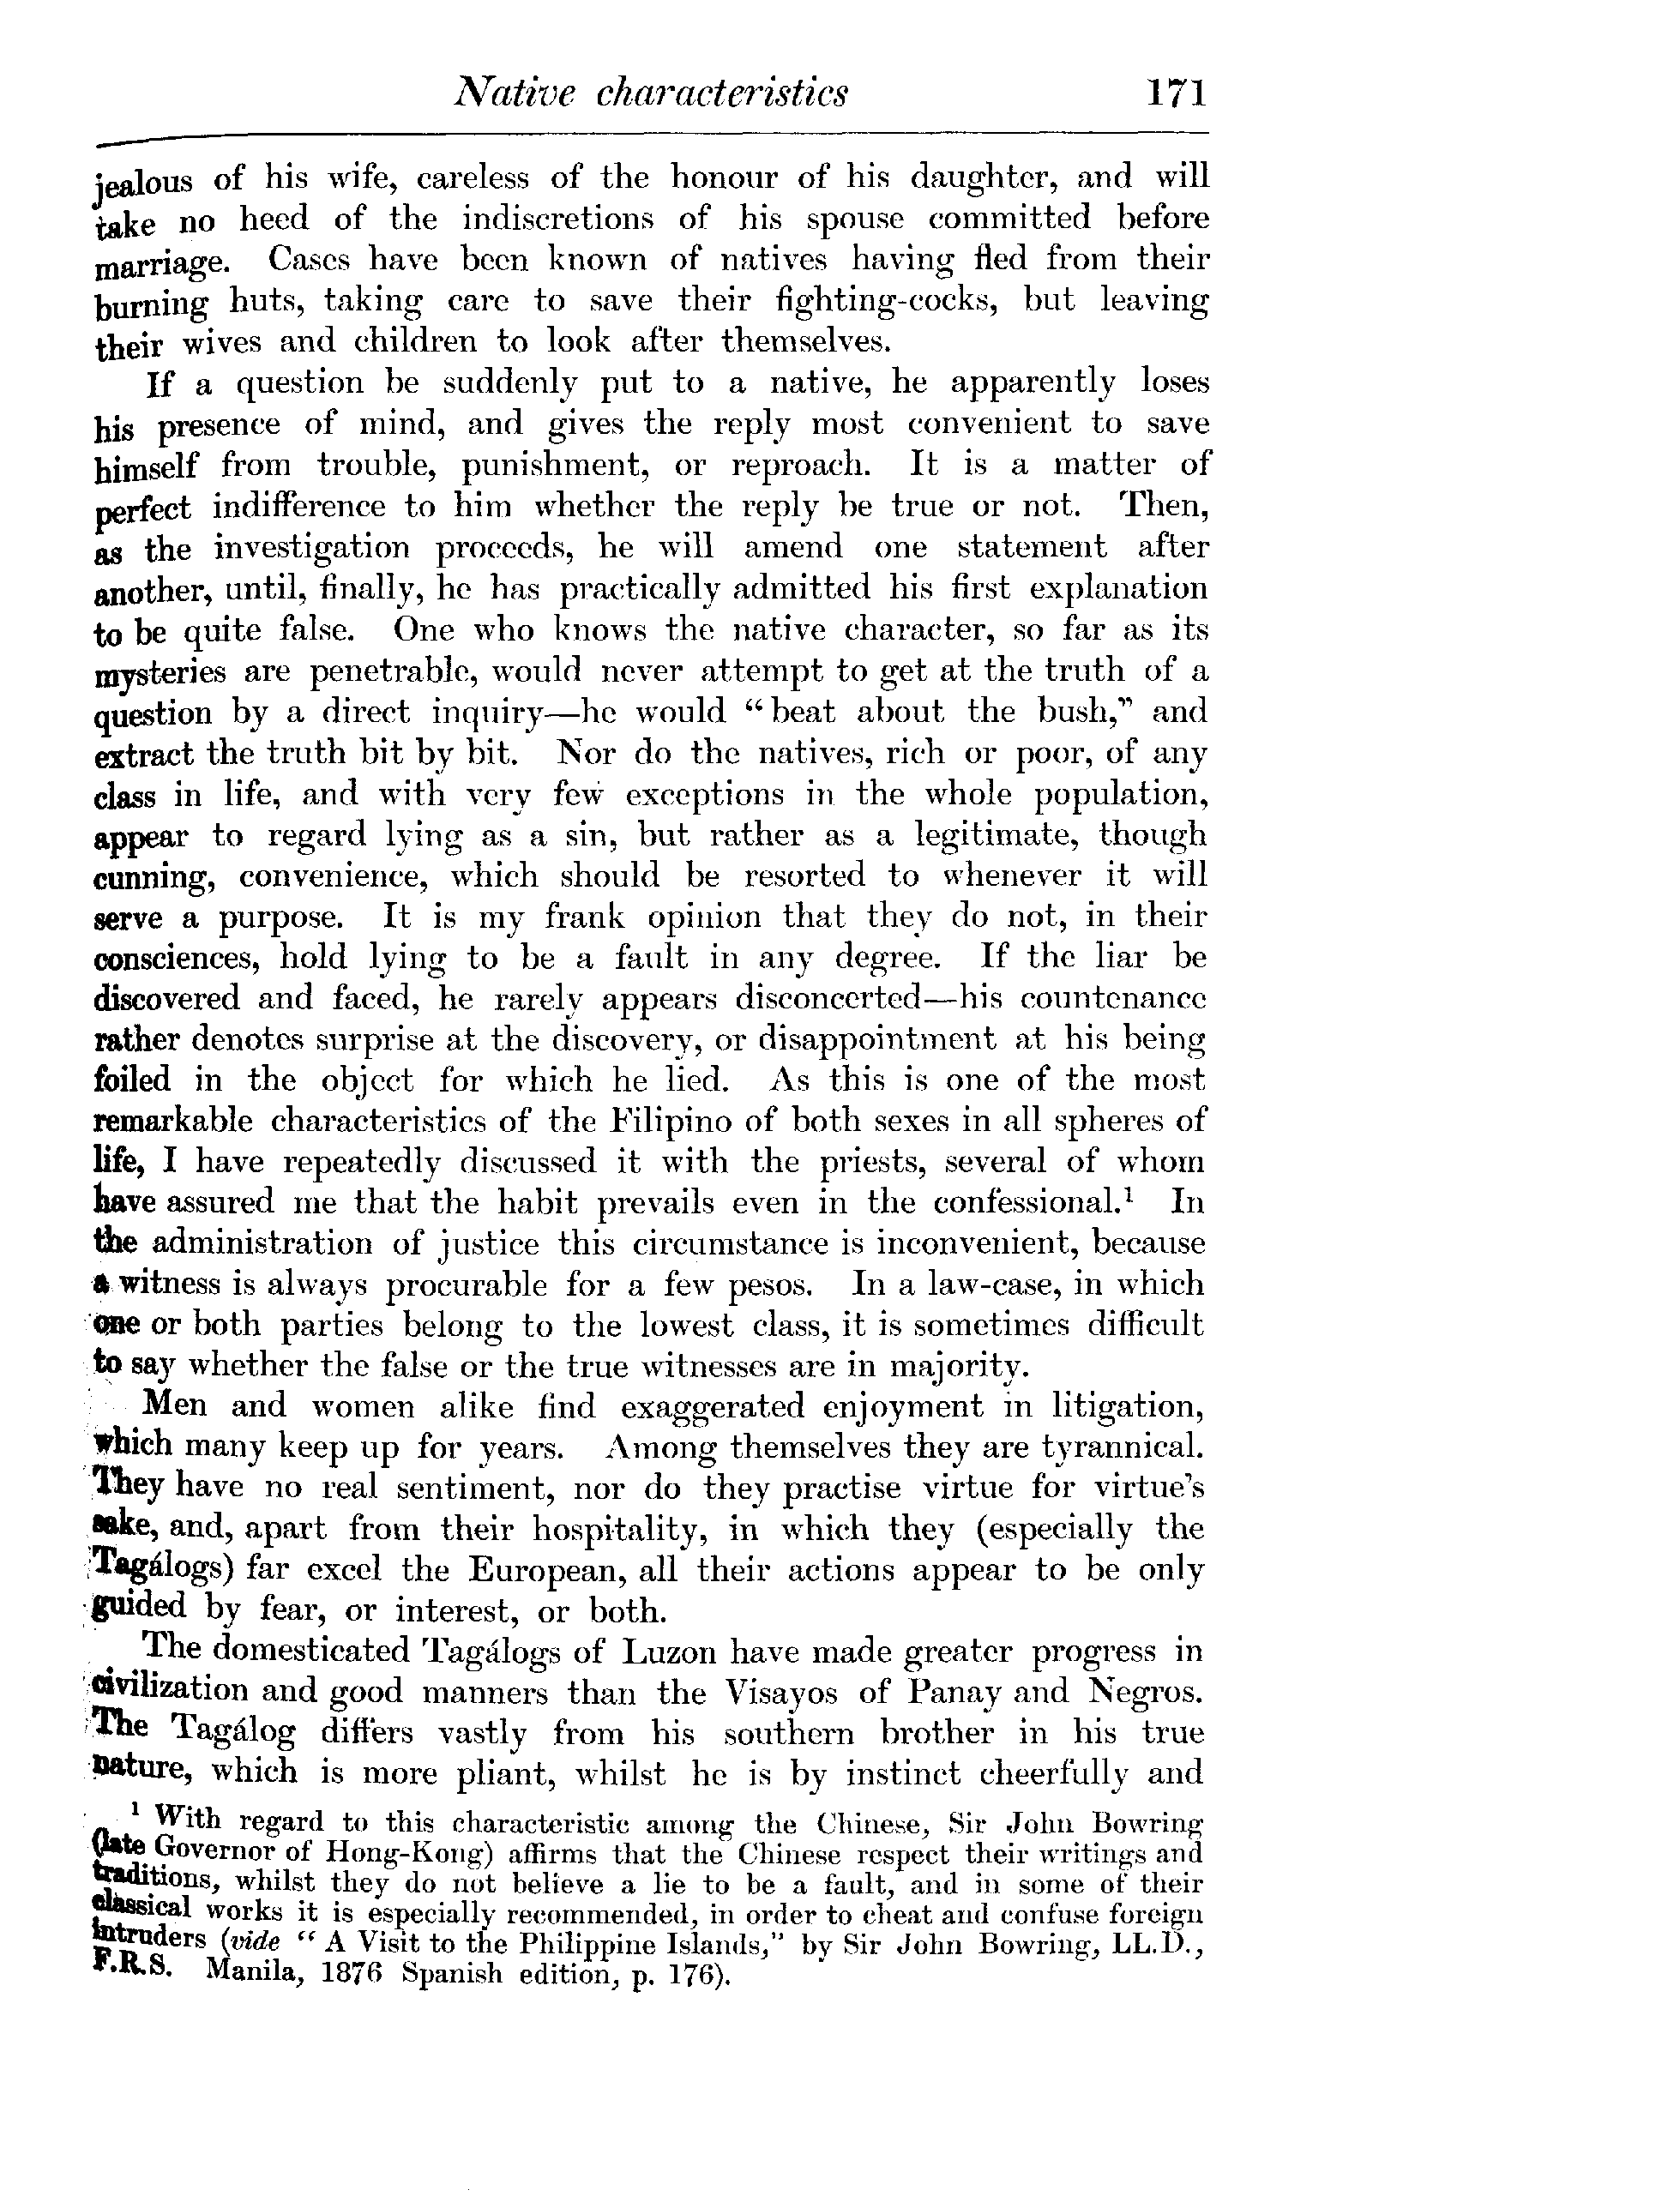 Native characteristics 171
jealous of his wife, careless of the honour of his daughter, and will
take no heed of the indiscretions of his spouse committed before
marriage. Cases have been known of natives having fled from their
burning huts, taking care to save their fighting-cocks, but leaving
their wives and children to look after themselves.
If a question be suddenly put to a native, he apparently loses
his presence of mind, and gives the reply most convenient to save
himself from trouble, punishment, or reproach. It is a matter of
perfect indifference to him whether the reply be true or not. Then,
as the investigation proceeds, he will amend one statement after
another, until, finally, he has practically admitted his first explanation
to be quite false. One who knows the native character, so far as its
mysteries are penetrable, would never attempt to get at the truth of a
question by a direct inquiry—he would “beat about the bush,” and
extract the truth bit by bit. Nor do the natives, rich or poor, of any
class in life, and with very few exceptions in the whole population,
appear to regard lying as a sin, but rather as a legitimate, though
cunning, convenience, which should be resorted to whenever it will
serve a purpose. It is my frank opinion that they do not, in their
consciences, hold lying to be a fault in any degree. If the liar be
discovered and faced, he rarely appears disconcerted—his countenance
rather denotes surprise at the discovery, or disappointment at his being
foiled in the object for which he lied. As this is one of the most
remarkable characteristics of the Filipino of both sexes in all spheres of
life, I have repeatedly discussed it with the priests, several of whom
have assured me that the habit prevails even in the confessional.¹ In
the administration of justice this circumstance is inconvenient, because
a witness is always procurable for a few pesos. In a law-case, in which
one or both parties belong to the lowest class, it is sometimes difficult
to say whether the false or the true witnesses are in majority.
Men and women alike find exaggerated enjoyment in litigation,
which many keep up for years. Among themselves they are tyrannical.
They have no real sentiment, nor do they practise virtue for virtue's
sake, and, apart from their hospitality, in which they (especially the
Tagálogs) far excel the European, all their actions appear to be only
guided by fear, or interest, or both.
The domesticated Tagálogs of Luzon have made greater progress in
civilization and good manners than the Visayos of Panay and Negros.
The Tagálog differs vastly from his southern brother in his true
nature, which is more pliant, whilst he is by instinct cheerfully and
¹ With regard to this characteristic among the Chinese, Sir John Bowring
(late Governor of Hong-Kong) affirms that the Chinese respect their writings and
traditions, whilst they do not believe a lie to be a fault, and in some of their
classical works it is especially recommended, in order to cheat and confuse foreign
intruders (vide “A Visit to the Philippine Islands,” by Sir John Bowring, LL.D.,
F.R.S. Manila, 1876 Spanish edition, p. 176).